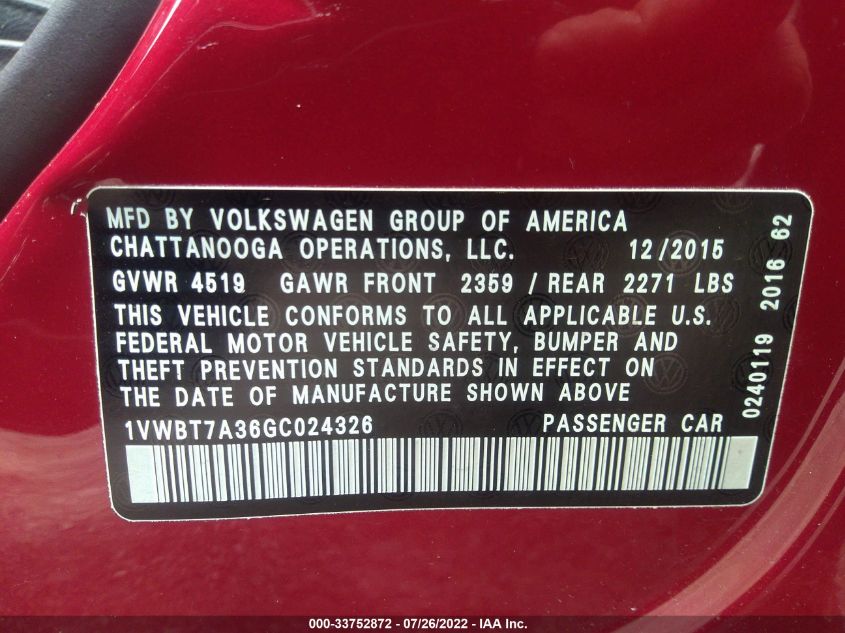 MFD BY VOLKSWAGEN GROUP OF AMERICA
CHATTANOOGA OPERATIONS, LLC. 12/2015
GVWR 4519 GAWR FRONT 2359 / REAR 2271 LBS
THIS VEHICLE CONFORMS TO ALL APPLICABLE U.S.
FEDERAL MOTOR VEHICLE SAFETY, BUMPER AND
THEFT PREVENTION STANDARDS IN EFFECT ON
THE DATE OF MANUFACTURE SHOWN ABOVE
1VWBT7A36GC024326 PASSENGER CAR
0240119 2016 62
000-33752872 - 07/26/2022 - IAA Inc.